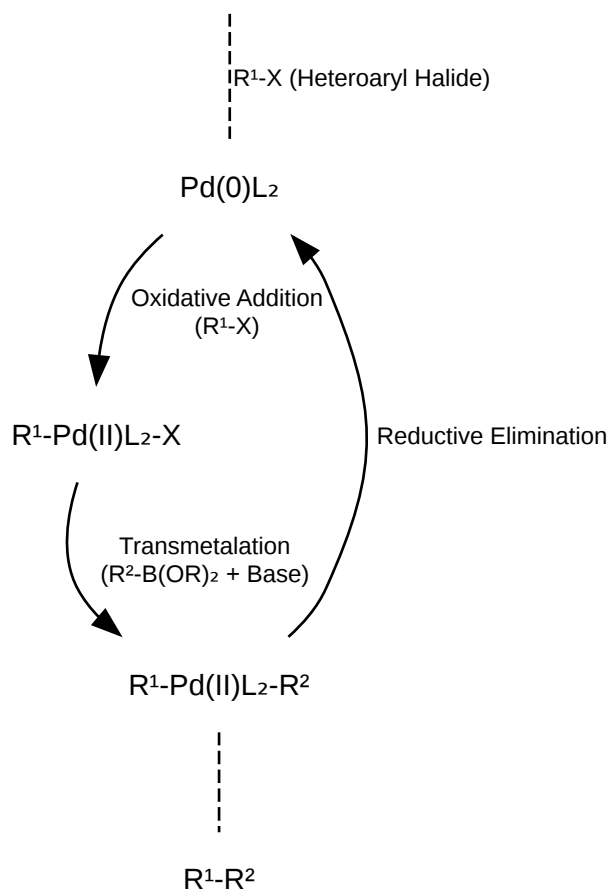 R¹-X (Heteroaryl Halide)
Pd(0)L₂
Oxidative Addition
(R¹-X)
R¹-Pd(II)L₂-X
Reductive Elimination
Transmetalation
(R²-B(OR)₂ + Base)
R¹-Pd(II)L₂-R²
R¹-R²